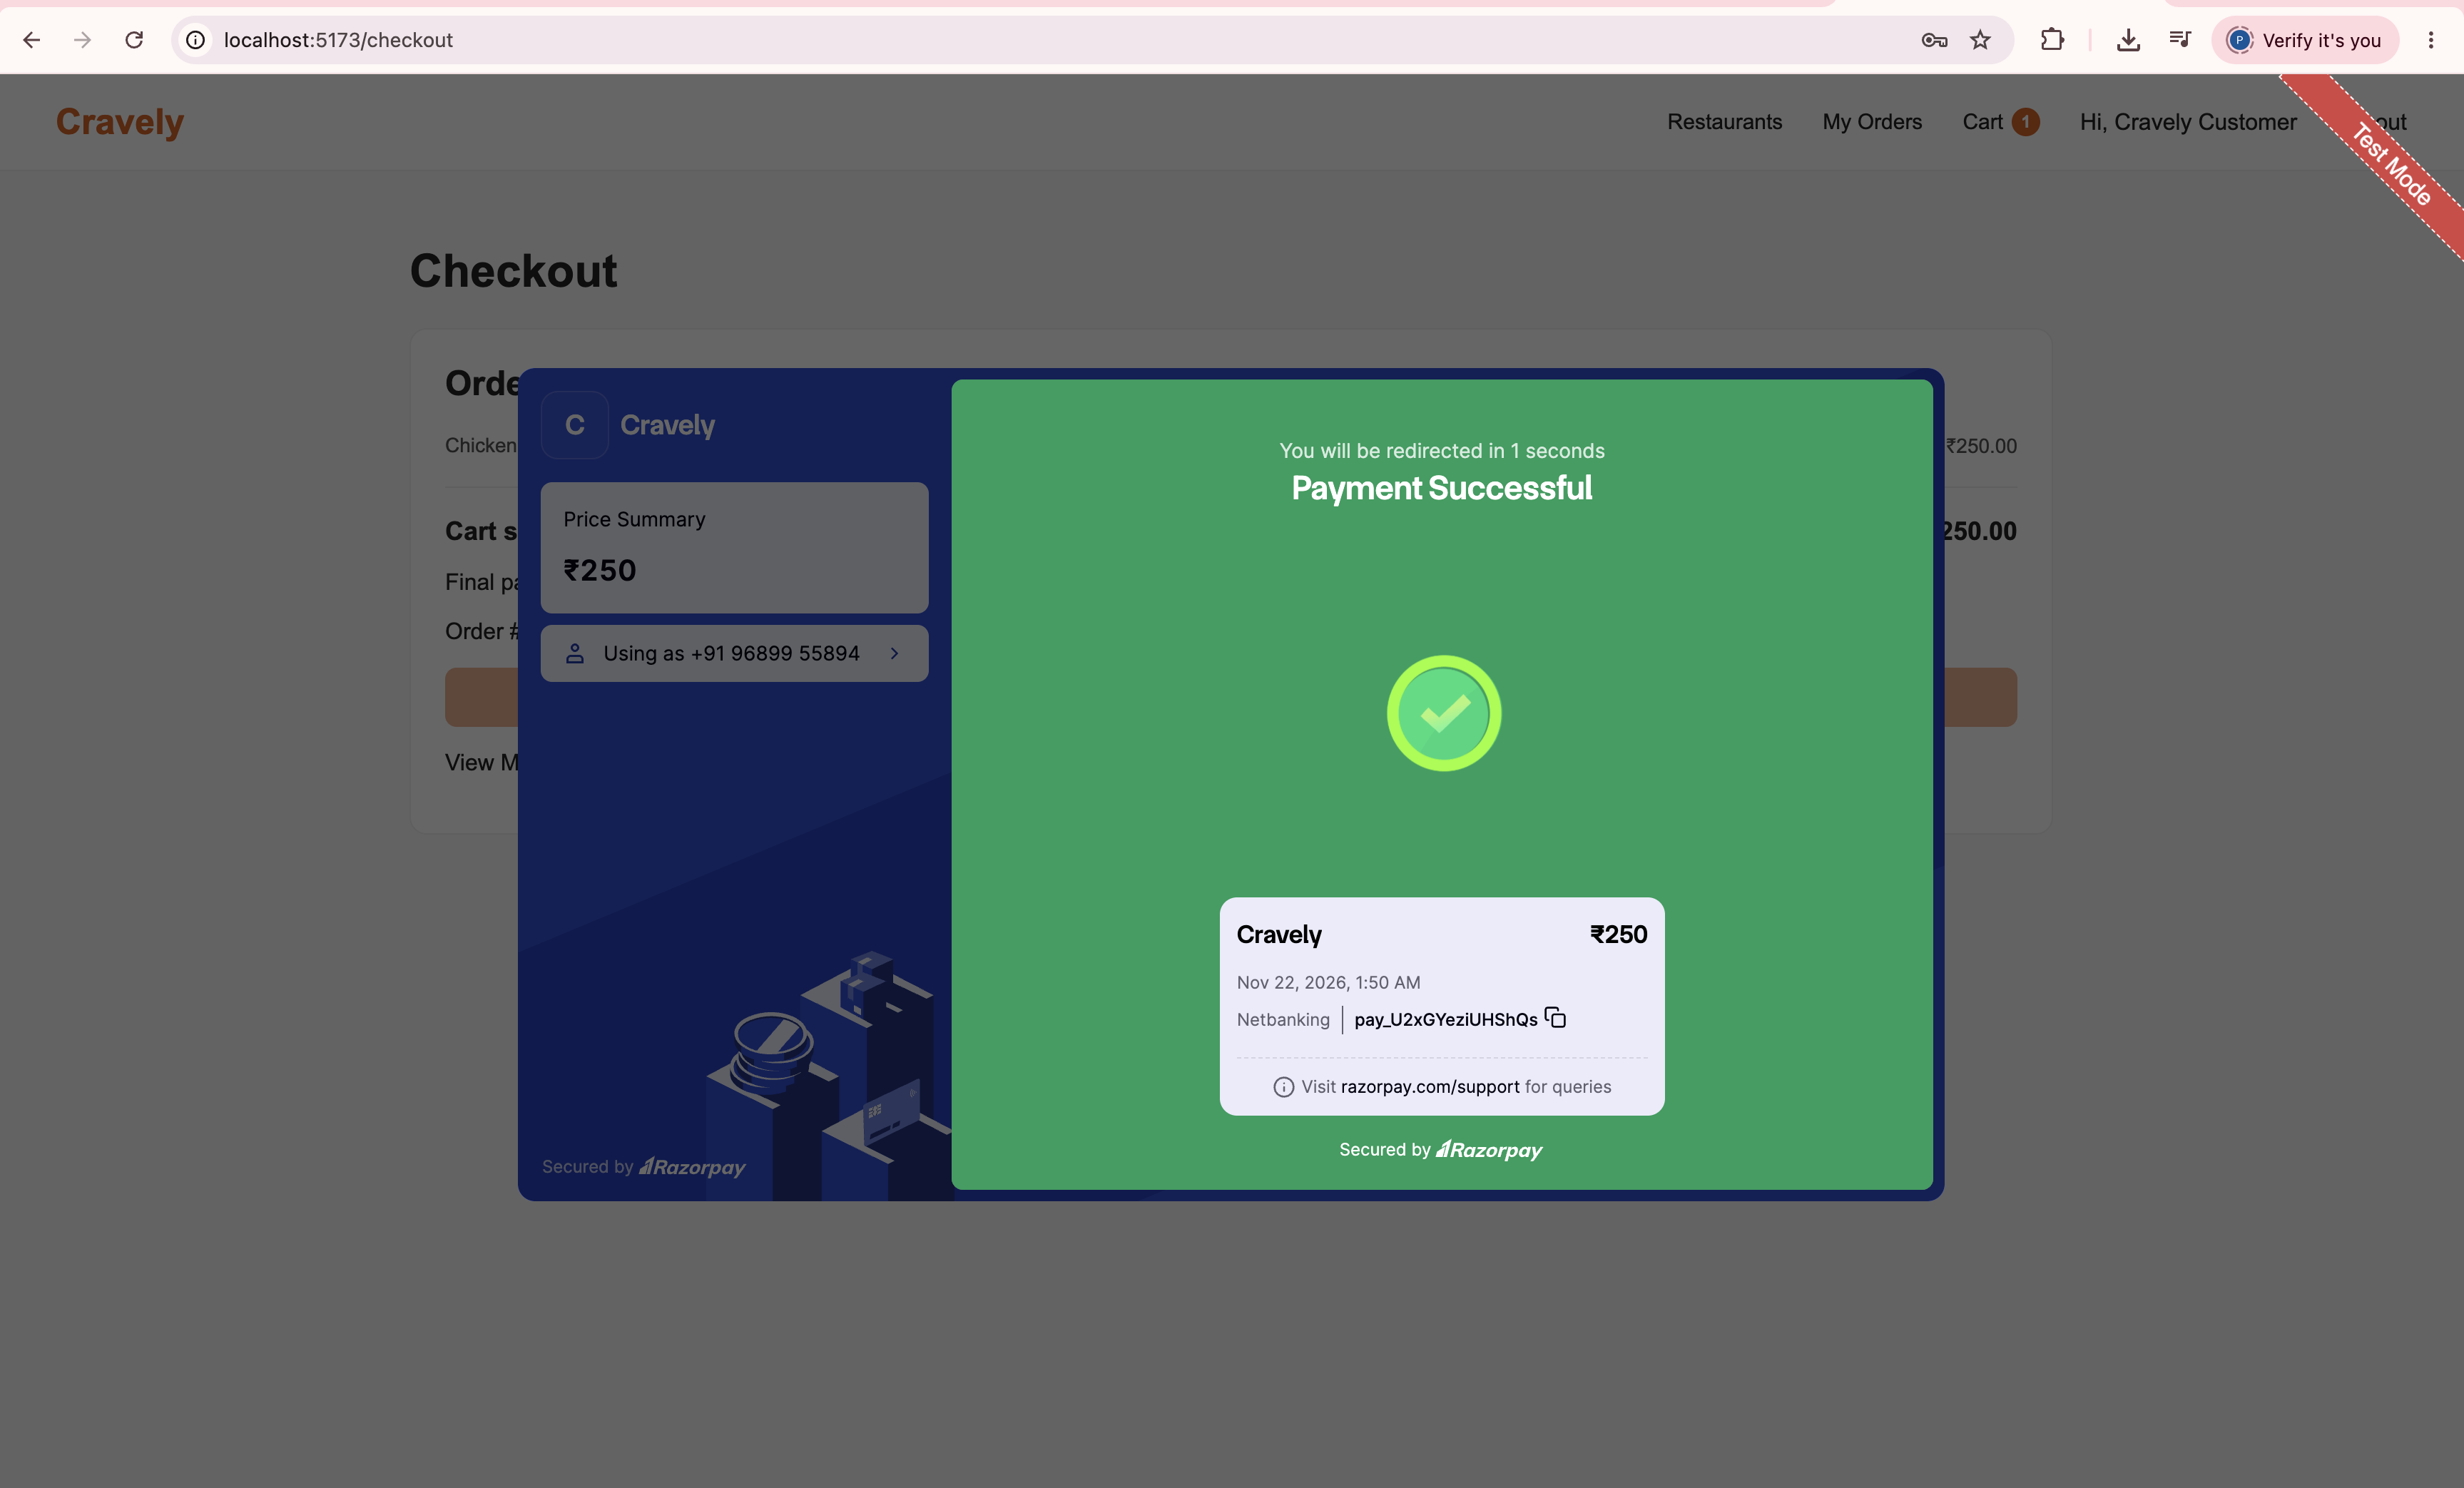 localhost:5173/checkout
P Verify it's you
Cravely
Restaurants My Orders Cart 1 Hi, Cravely Customer out
Test Mode
Checkout
Orde
Chicken ₹250.00
Cart s 250.00
Final pa
Order #
View M
C Cravely
Price Summary
₹250
Using as +91 96899 55894
Secured by Razorpay
You will be redirected in 1 seconds
Payment Successful
Cravely ₹250
Nov 22, 2026, 1:50 AM
Netbanking | pay_U2xGYeziUHShQs
Visit razorpay.com/support for queries
Secured by Razorpay